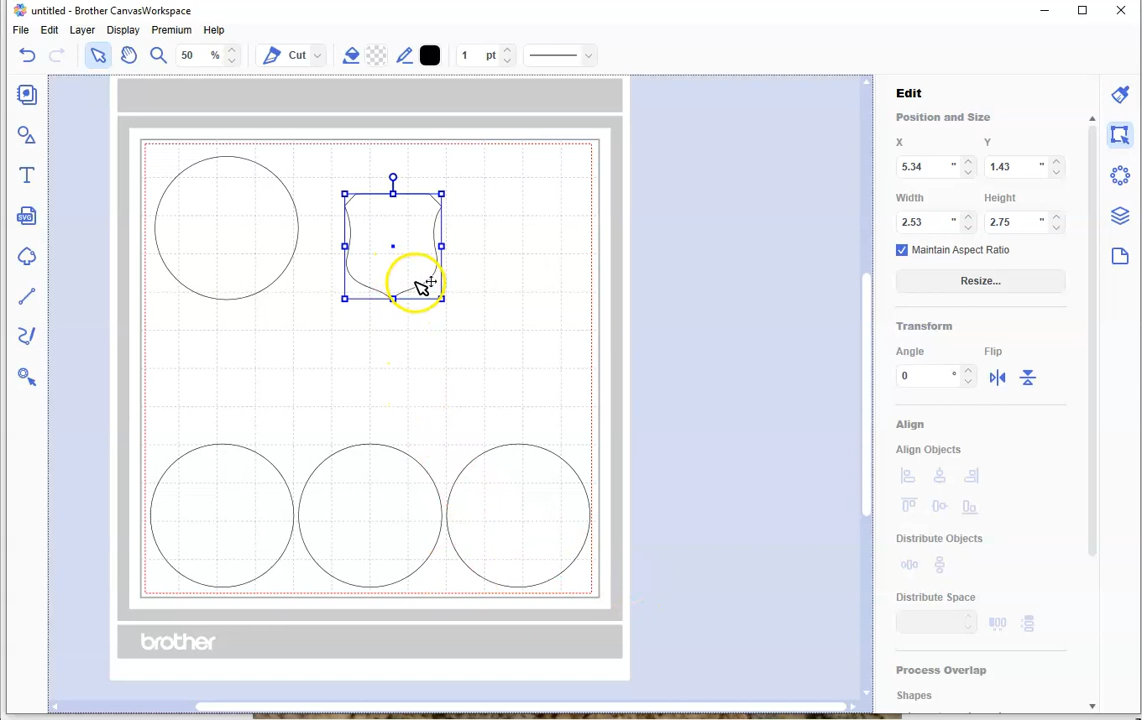 untitled - Brother CanvasWorkspace
File Edit Layer Display Premium Help
50 % Cut 1 pt
SVG
Edit
Position and Size
X Y
5.34 " 1.43 "
Width Height
2.53 " 2.75 "
Maintain Aspect Ratio
Resize...
Transform
Angle Flip
0 °
Align
Align Objects
Distribute Objects
Distribute Space
Process Overlap
Shapes
brother